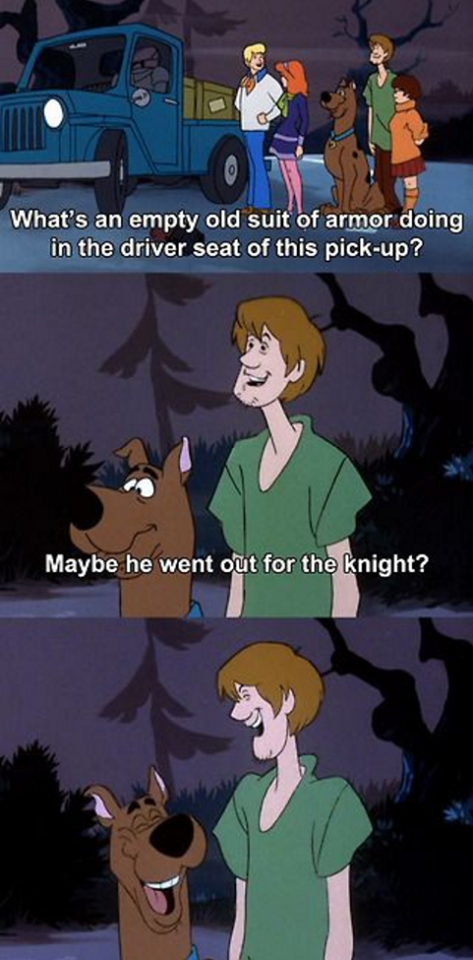 What's an empty old suit of armor doing
in the driver seat of this pick-up?
Maybe he went out for the knight?